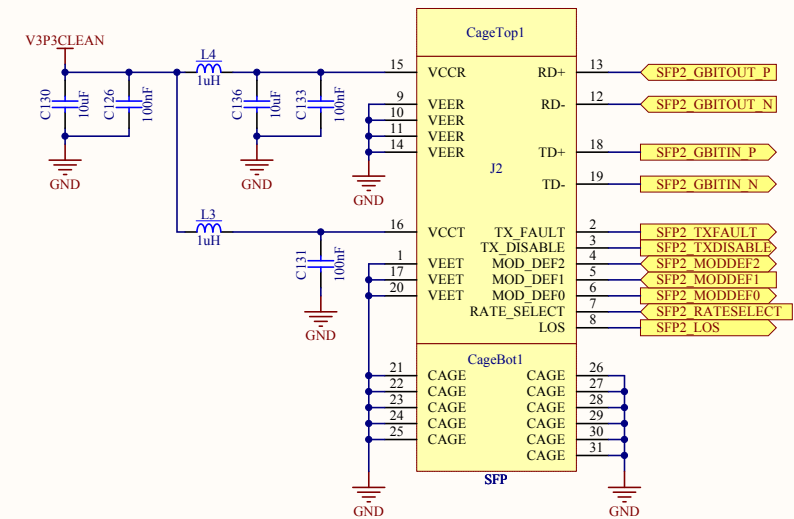 CageTop1
V3P3CLEAN
L4
1uH
C130
10uF
C126
100nF
C136
10uF
C133
100nF
GND
GND
15 VCCR RD+ 13 SFP2_GBITOUT_P
9 VEER RD- 12 SFP2_GBITOUT_N
10 VEER
11 VEER
14 VEER TD+ 18 SFP2_GBITIN_P
J2
TD- 19 SFP2_GBITIN_N
GND
L3
1uH
C131
100nF
GND
16 VCCT TX_FAULT 2 SFP2_TXFAULT
TX_DISABLE 3 SFP2_TXDISABLE
1 VEET MOD_DEF2 4 SFP2_MODDEF2
17 VEET MOD_DEF1 5 SFP2_MODDEF1
20 VEET MOD_DEF0 6 SFP2_MODDEF0
RATE_SELECT 7 SFP2_RATESELECT
LOS 8 SFP2_LOS
CageBot1
21 CAGE CAGE 26
22 CAGE CAGE 27
23 CAGE CAGE 28
24 CAGE CAGE 29
25 CAGE CAGE 30
CAGE 31
SFP
GND
GND